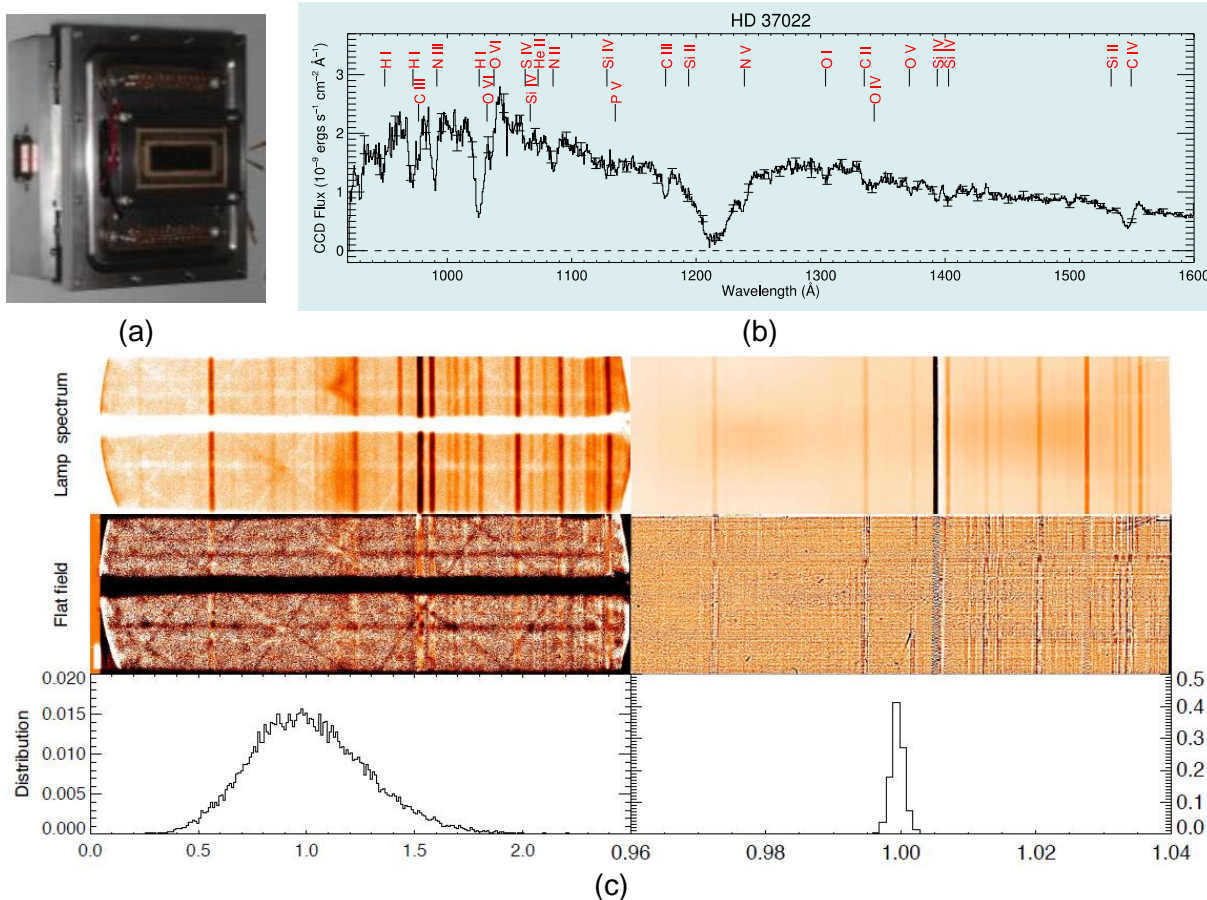 HD 37022
H I
H I
C III
N III
H I
O VI
O VI
S IV
Si IV
He II
N II
Si IV
P V
C III
Si II
N V
O I
C II
O IV
O V
Si IV
Si IV
Si II
C IV
CCD Flux (10⁻⁹ ergs s⁻¹ cm⁻² Å⁻¹)
3
2
1
0
1000 1100 1200 1300 1400 1500 1600
Wavelength (Å)
(a) (b)
Lamp spectrum
Flat field
Distribution
0.020
0.015
0.010
0.005
0.000
0.5
0.4
0.3
0.2
0.1
0.0
0.0 0.5 1.0 1.5 2.0 0.96 0.98 1.00 1.02 1.04
(c)